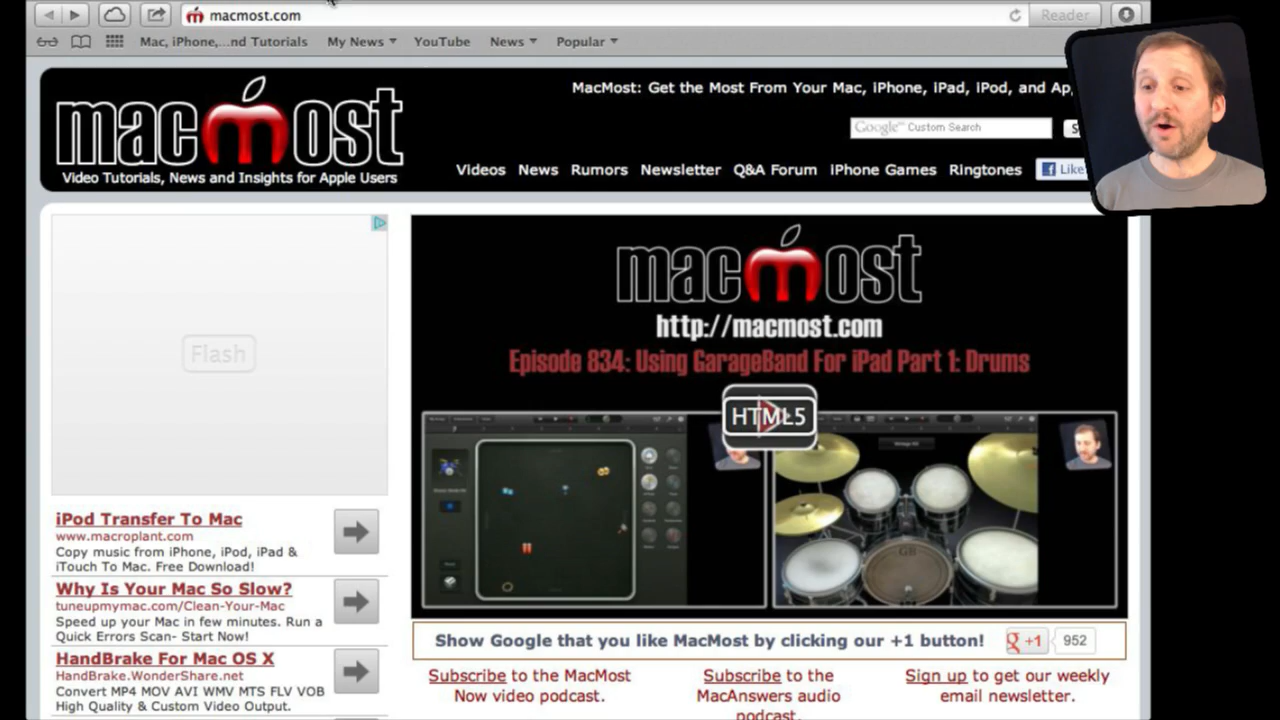 macmost.com
Reader
Mac, iPhone,...nd Tutorials
My News
YouTube
News
Popular
macmost
Video Tutorials, News and Insights for Apple Users
MacMost: Get the Most From Your Mac, iPhone, iPad, iPod, and
Google™ Custom Search
Videos
News
Rumors
Newsletter
Q&A Forum
iPhone Games
Ringtones
Like
Flash
macmost
http://macmost.com
Episode 834: Using GarageBand For iPad Part 1: Drums
HTML5
GB
iPod Transfer To Mac
www.macroplant.com
Copy music from iPhone, iPod, iPad &
iTouch To Mac. Free Download!
Why Is Your Mac So Slow?
tuneupmymac.com/Clean-Your-Mac
Speed up your Mac in few minutes. Run a
Quick Errors Scan- Start Now!
HandBrake For Mac OS X
HandBrake.WonderShare.net
Convert MP4 MOV AVI WMV MTS FLV VOB
High Quality & Custom Video Output.
Show Google that you like MacMost by clicking our +1 button!
g +1
952
Subscribe to the MacMost
Now video podcast.
Subscribe to the
MacAnswers audio
podcast.
Sign up to get our weekly
email newsletter.